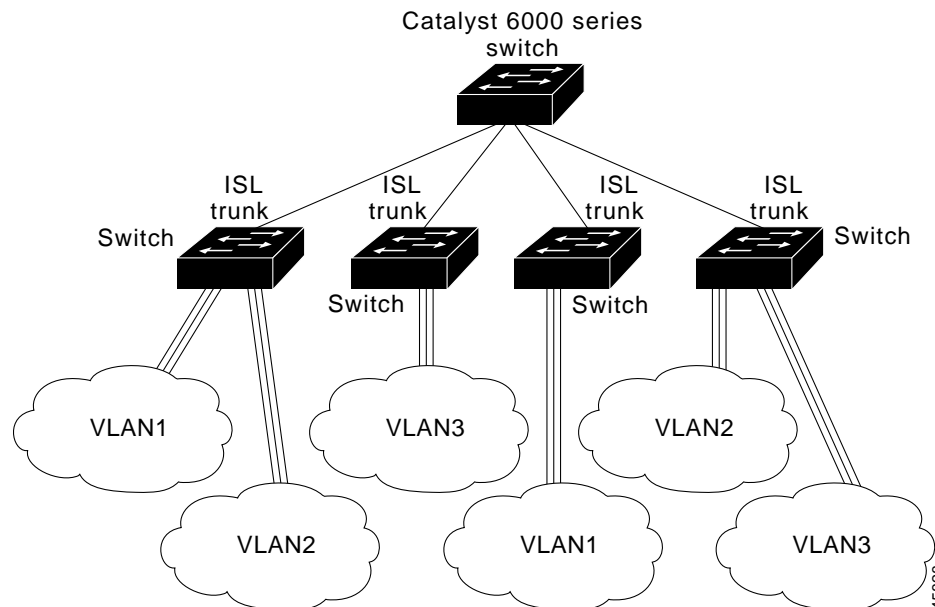 Catalyst 6000 series
switch
ISL
trunk
ISL
trunk
ISL
trunk
ISL
trunk
Switch
Switch
Switch
Switch
VLAN1
VLAN3
VLAN2
VLAN2
VLAN1
VLAN3